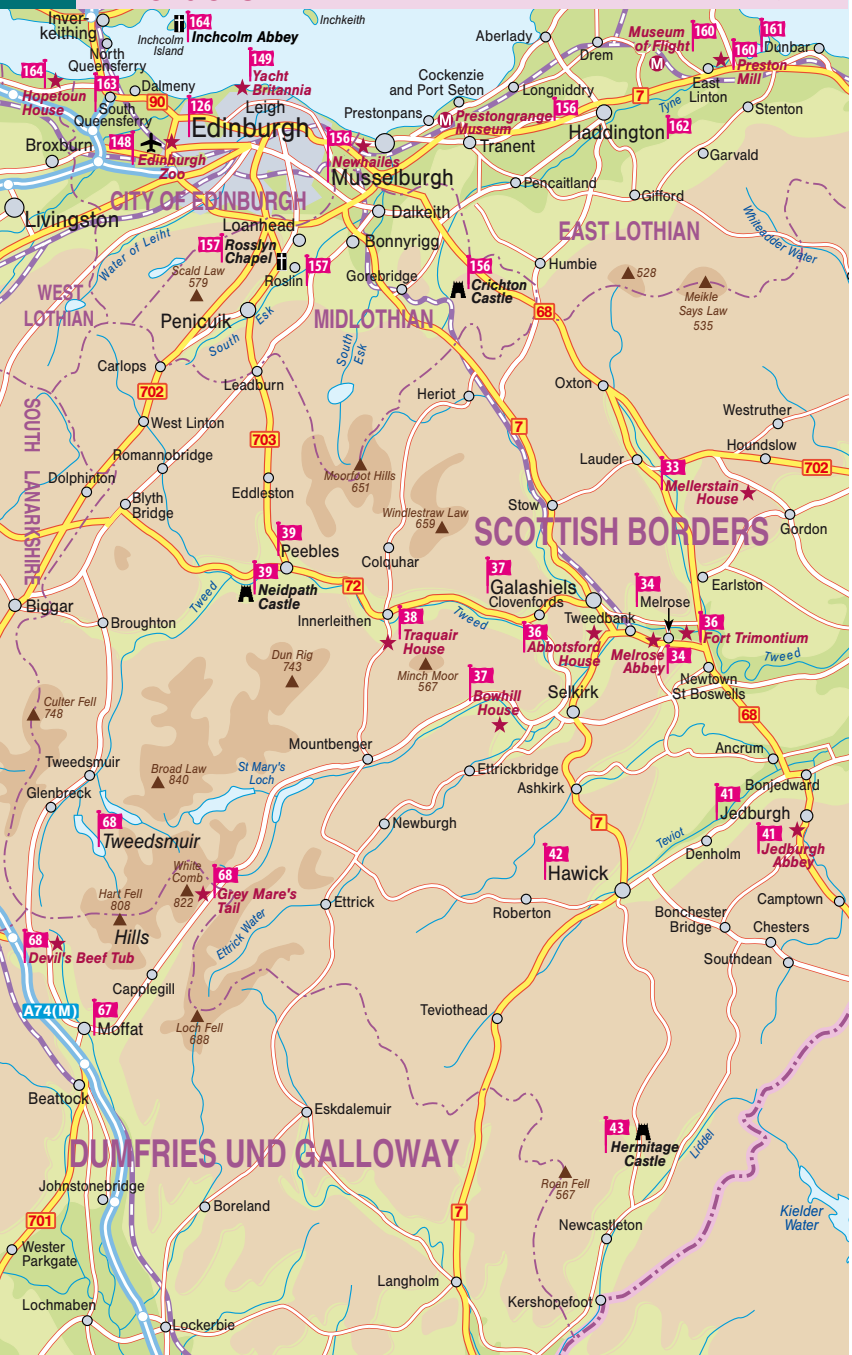 Inver-
keithing
164
Inchcolm Abbey
Inchcolm
Island
Inchkeith
Aberlady
Museum
of Flight
160
161
Dunbar
160
Preston
Mill
Drem
M
East
Linton
North
Queensferry
164
Hopetoun
House
163
Dalmeny
90
South
Queensferry
149
Yacht
Britannia
Leigh
126
Edinburgh
Cockenzie
and Port Seton
Longniddry
7
Tyne
Stenton
Prestonpans
M
Prestongrange
Museum
156
Haddington
162
Broxburn
148
Edinburgh
Zoo
156
Newhailes
Musselburgh
Tranent
Garvald
Pencaitland
Gifford
CITY OF EDINBURGH
Livingston
Dalkeith
Loanhead
EAST LOTHIAN
Whiteadder Water
Water of Leiht
157
Rosslyn
Chapel
Bonnyrigg
157
Roslin
Gorebridge
156
Crichton
Castle
Humbie
528
Scald Law
579
Meikle
Says Law
535
WEST
LOTHIAN
Penicuik
South
Esk
MIDLOTHIAN
68
South
Esk
Carlops
Leadburn
Oxton
702
Heriot
Westruther
West Linton
7
703
Houndslow
Romannobridge
Lauder
33
702
Mellerstain
House
Dolphinton
Moorfoot Hills
651
Eddleston
Blyth
Bridge
Stow
Windlestraw Law
659
SCOTTISH BORDERS
Gordon
SOUTH
LANARKSHIRE
39
Peebles
Colquhar
39
Neidpath
Castle
37
Galashiels
Earlston
72
Clovenfords
34
Melrose
Tweed
Biggar
Broughton
Innerleithen
38
Traquair
House
Tweed
Tweedbank
36
Abbotsford
House
36
Fort Trimontium
Melrose
Abbey
34
Tweed
Dun Rig
743
Minch Moor
567
37
Bowhill
House
Newtown
St Boswells
Selkirk
Culter Fell
748
68
Mountbenger
Ancrum
Tweedsmuir
Broad Law
840
St Mary's
Loch
Ettrickbridge
Glenbreck
Ashkirk
Bonjedward
41
Jedburgh
68
Tweedsmuir
Newburgh
7
Teviot
41
Jedburgh
Abbey
Denholm
White
Comb
822
68
Grey Mare's
Tail
42
Hawick
Hart Fell
808
Hills
Ettrick
Roberton
Camptown
Bonchester
Bridge
Chesters
Ettrick Water
68
Devil's Beef Tub
Southdean
Capplegill
A74(M)
67
Moffat
Loch Fell
688
Teviothead
Beattock
Eskdalemuir
43
Hermitage
Castle
Liddel
DUMFRIES UND GALLOWAY
Roan Fell
567
Johnstonebridge
Boreland
7
Kielder
Water
701
Newcastleton
Wester
Parkgate
Langholm
Lochmaben
Kershopefoot
Lockerbie